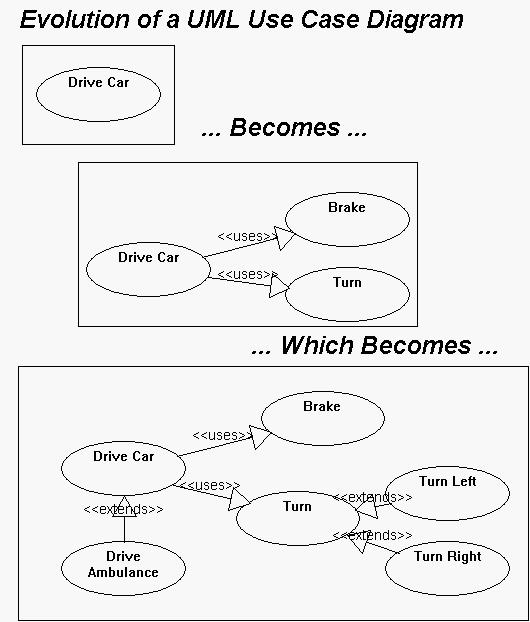 Evolution of a UML Use Case Diagram
Drive Car
... Becomes ...
Brake
<<uses>>
Drive Car
<<uses>>
Turn
... Which Becomes ...
Brake
<<uses>>
Drive Car
<<uses>>
Turn Left
<<extends>>
Turn
<<extends>>
<<extends>>
Drive
Ambulance
Turn Right